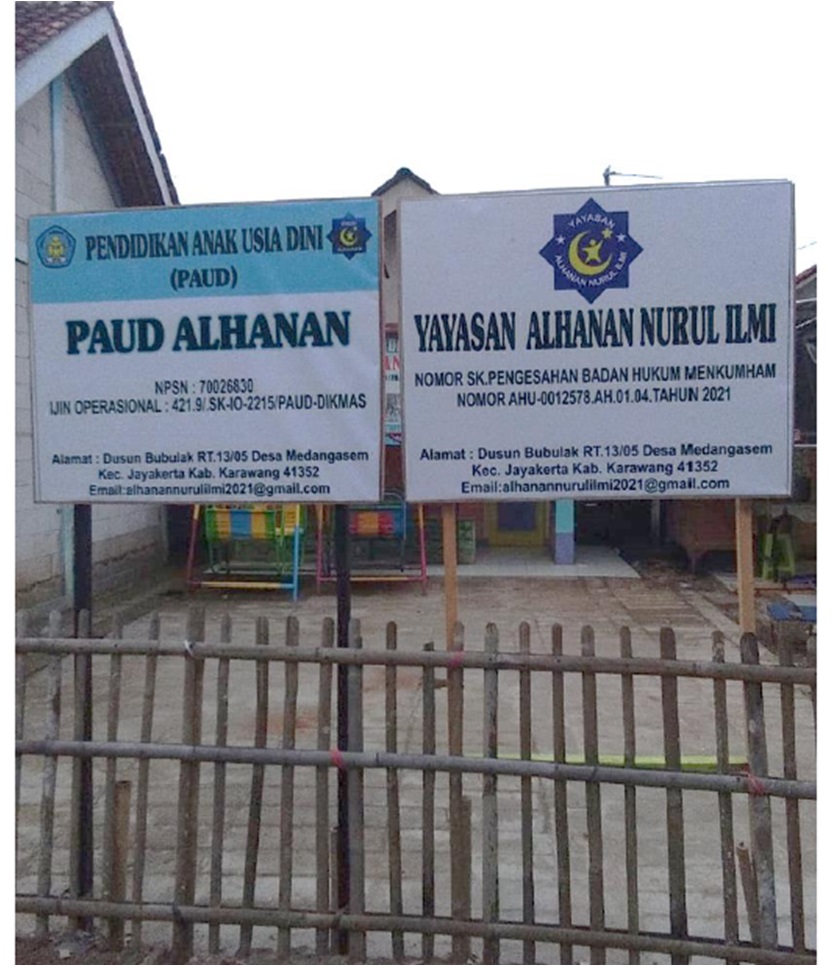 PENDIDIKAN ANAK USIA DINI
(PAUD)
PAUD ALHANAN
NPSN : 70026830
IJIN OPERASIONAL : 421.9/.SK-IO-2215/PAUD-DIKMAS
Alamat : Dusun Bubulak RT.13/05 Desa Medangasem
Kec. Jayakerta Kab. Karawang 41352
Email:alhanannurulilmi2021@gmail.com
YAYASAN
ALHANAN NURUL ILMI
YAYASAN ALHANAN NURUL ILMI
NOMOR SK.PENGESAHAN BADAN HUKUM MENKUMHAM
NOMOR AHU-0012578.AH.01.04.TAHUN 2021
Alamat : Dusun Bubulak RT.13/05 Desa Medangasem
Kec. Jayakerta Kab. Karawang 41352
Email:alhanannurulilmi2021@gmail.com